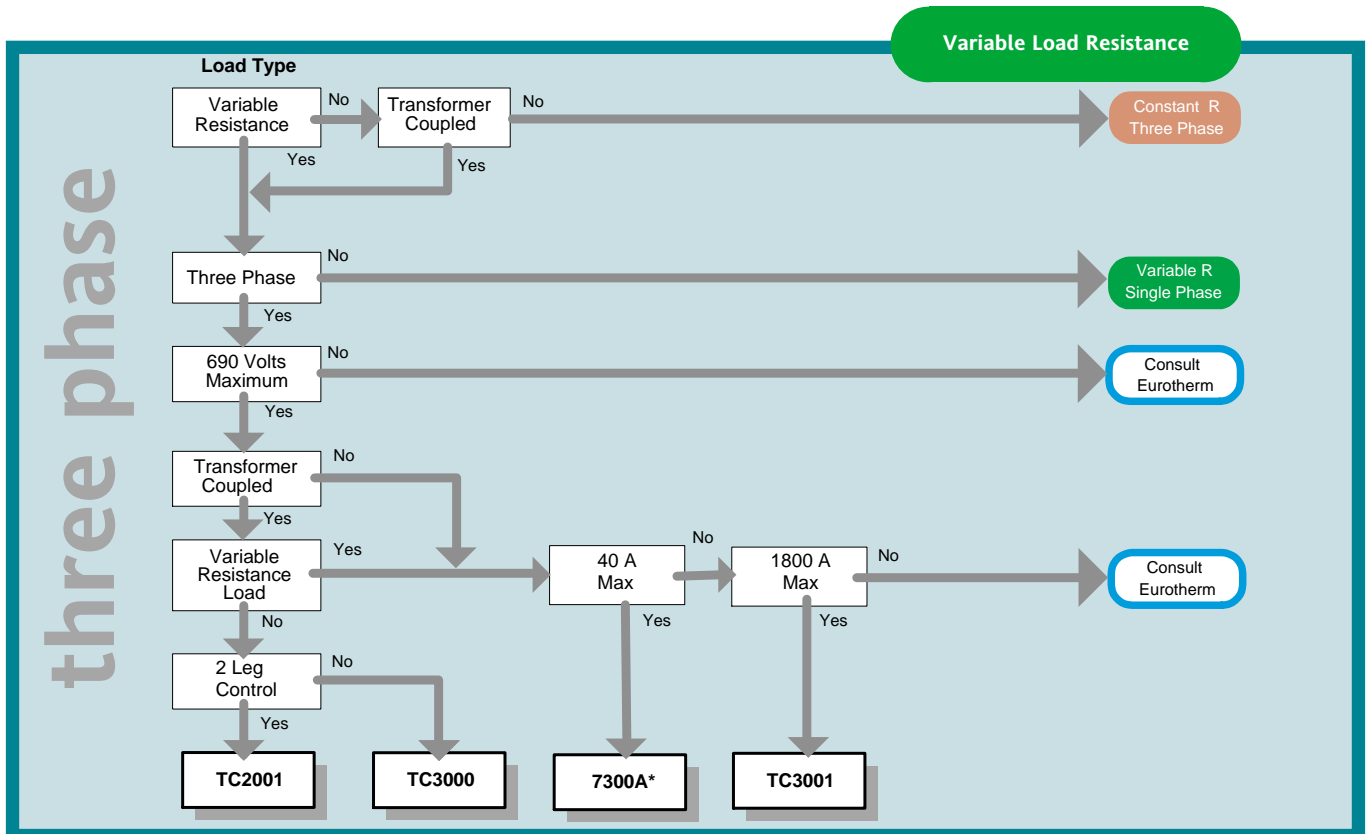 Variable Load Resistance
Load Type
Variable
Resistance
No
Transformer
Coupled
No
Constant R
Three Phase
Yes
Yes
three phase
Three Phase
No
Variable R
Single Phase
Yes
690 Volts
Maximum
No
Consult
Eurotherm
Yes
Transformer
Coupled
No
Yes
Variable
Resistance
Load
Yes
40 A
Max
No
1800 A
Max
No
Consult
Eurotherm
No
Yes
Yes
2 Leg
Control
No
Yes
TC2001
TC3000
7300A*
TC3001